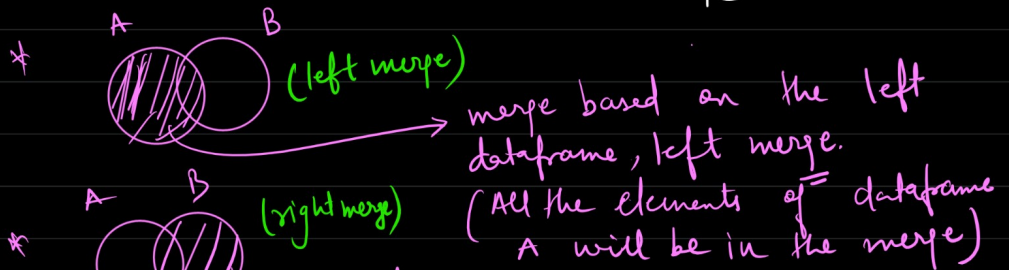 A B
* (left merge)
merge based on the left
dataframe, left merge.
(All the elements of dataframe
A will be in the merge)
A B
* (right merge)